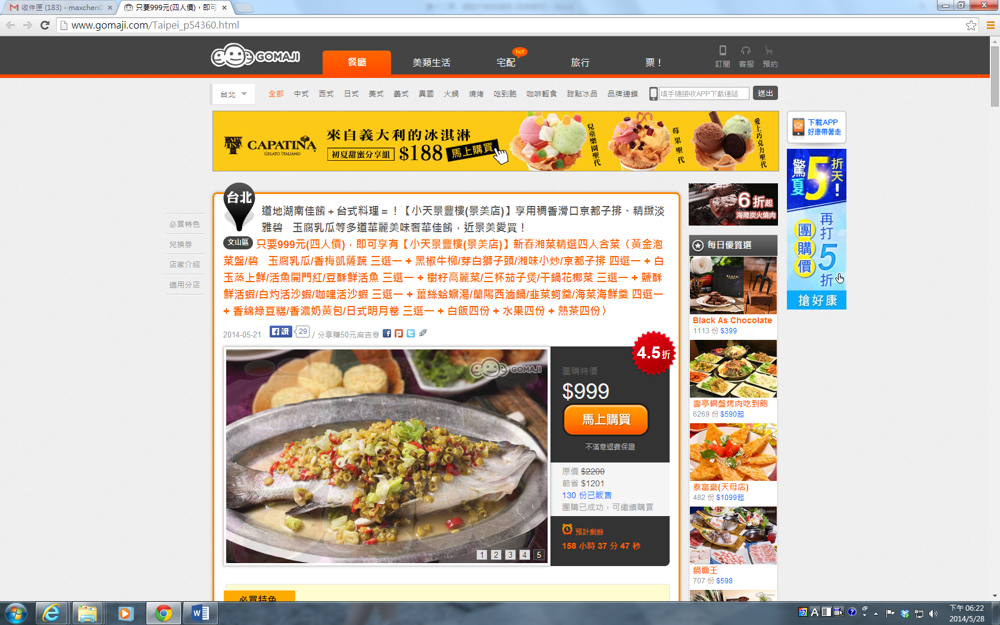 收件匣 (183) - maxchen0
只要999元(四人價)，即可
www.gomaji.com/Taipei_p54360.html
GOMAJI
餐廳
美類生活
宅配
hot
旅行
票！
訂閱
客服
預約
台北
全部 中式 西式 日式 美式 義式 異國 火鍋 燒烤 吃到飽 咖啡輕食 甜點冰品 品牌連鎖
填手機接收APP下載連結
送出
CAPATINA
GELATO ITALIANO
來自義大利的冰淇淋
初夏甜蜜分享組 $188 馬上購買
兒童樂園聖代
莓果聖代
愛上巧克力聖代
下載APP
好康帶著走
驚夏5折天！
團購價
再打5折
搶好康
必買特色
兌換券
店家介紹
適用分店
台北
道地湖南佳餚＋台式料理＝！【小天景豐樓(景美店)】享用稠香滑口京都子排、精緻淡
雅碧　玉腐乳瓜等多道華麗美味奢華佳餚，近景美愛買！
文山區
只要999元(四人價)，即可享有【小天景豐樓(景美店)】新春湘菜精選四人合菜〈黃金泡
菜盤/碧　玉腐乳瓜/香梅凱薩蔬 三選一 + 黑椒牛柳/芽白獅子頭/湘味小炒/京都子排 四選一 + 白
玉蒸上鮮/活魚開門紅/豆酥鮮活魚 三選一 + 樹籽高麗菜/三杯茄子煲/干鍋花椰菜 三選一 + 鹽酥
鮮活蝦/白灼活沙蝦/咖哩活沙蝦 三選一 + 薑絲蛤蠣湯/蘭陽西滷鍋/韭菜蚵羹/海菜海鮮羹 四選一
+ 香綿綠豆糕/香濃奶黃包/日式明月卷 三選一 + 白飯四份 + 水果四份 + 熱茶四份〉
2014-05-21
讚 29
/ 分享賺50元麻吉券
GOMAJI
1 2 3 4 5
4.5折
團購特價
$999
馬上購買
不滿意退費保證
原價 $2200
節省 $1201
130 份已販售
團購已成功，可繼續購買
預計剩餘
158 小時 37 分 47 秒
必買特色
6折起
海陸炭火燒肉
每日優質選
BLACK
Black As Chocolate
1113 份 $399
壽亭銅盤烤肉吃到飽
6269 份 $590起
泰富豪(天母店)
482 份 $1099起
鍋霸王
707 份 $598
下午 06:22
2014/5/28